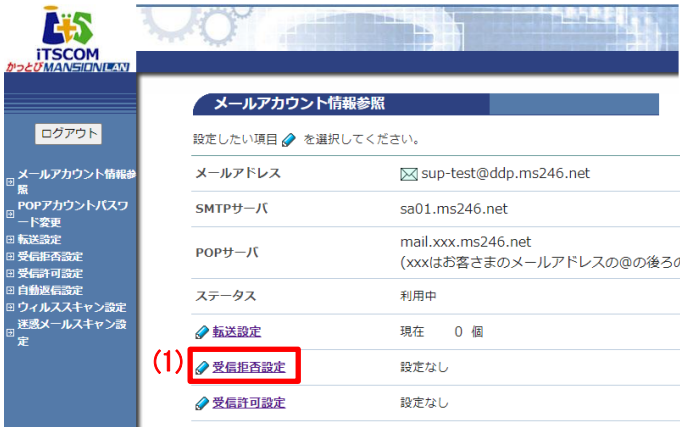 iTSCOM
かっとびMANSIONLAN
ログアウト
メールアカウント情報参
照
POPアカウントパスワ
ード変更
転送設定
受信拒否設定
受信許可設定
自動返信設定
ウィルススキャン設定
迷惑メールスキャン設
定
メールアカウント情報参照
設定したい項目 を選択してください。
メールアドレス sup-test@ddp.ms246.net
SMTPサーバ sa01.ms246.net
POPサーバ mail.xxx.ms246.net
(xxxはお客さまのメールアドレスの@の後ろの
ステータス 利用中
転送設定 現在 0 個
(1) 受信拒否設定 設定なし
受信許可設定 設定なし